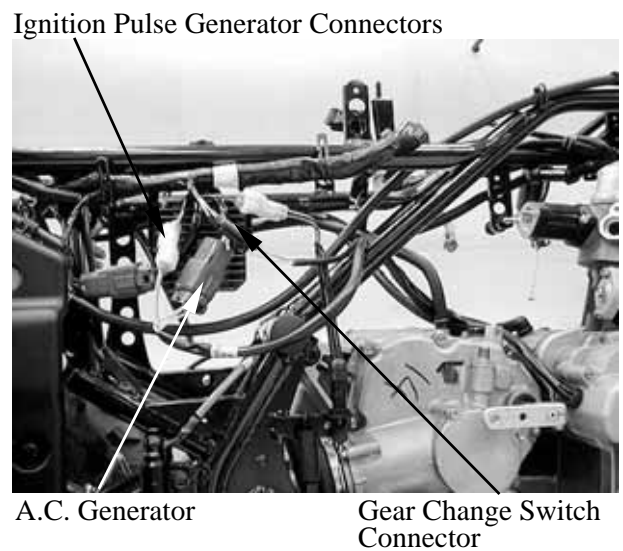 Ignition Pulse Generator Connectors
A.C. Generator
Gear Change Switch
Connector